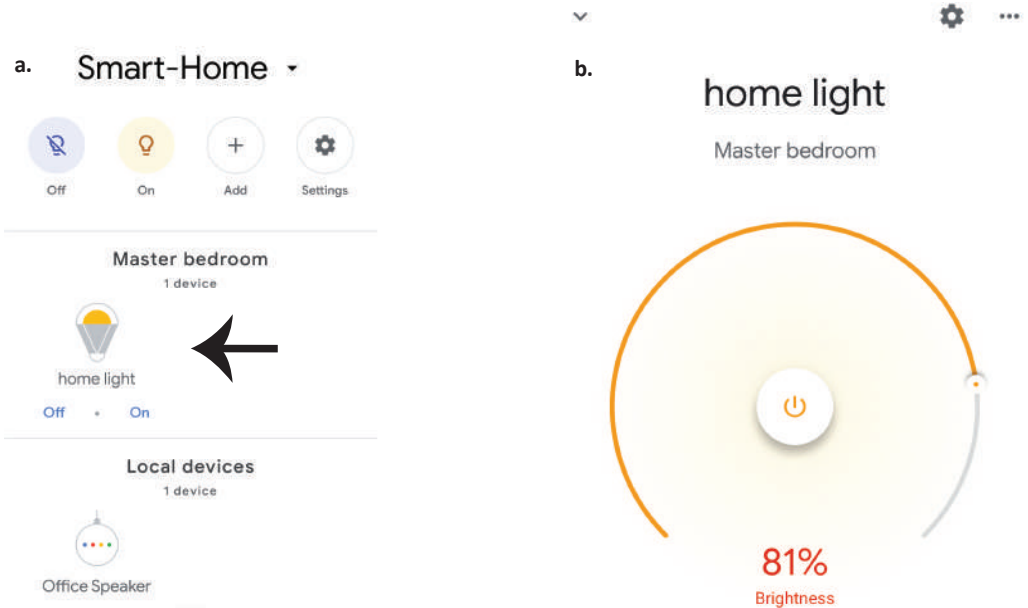 a.
Smart-Home
Off
On
Add
Settings
Master bedroom
1 device
home light
Off • On
Local devices
1 device
Office Speaker
b.
home light
Master bedroom
81%
Brightness